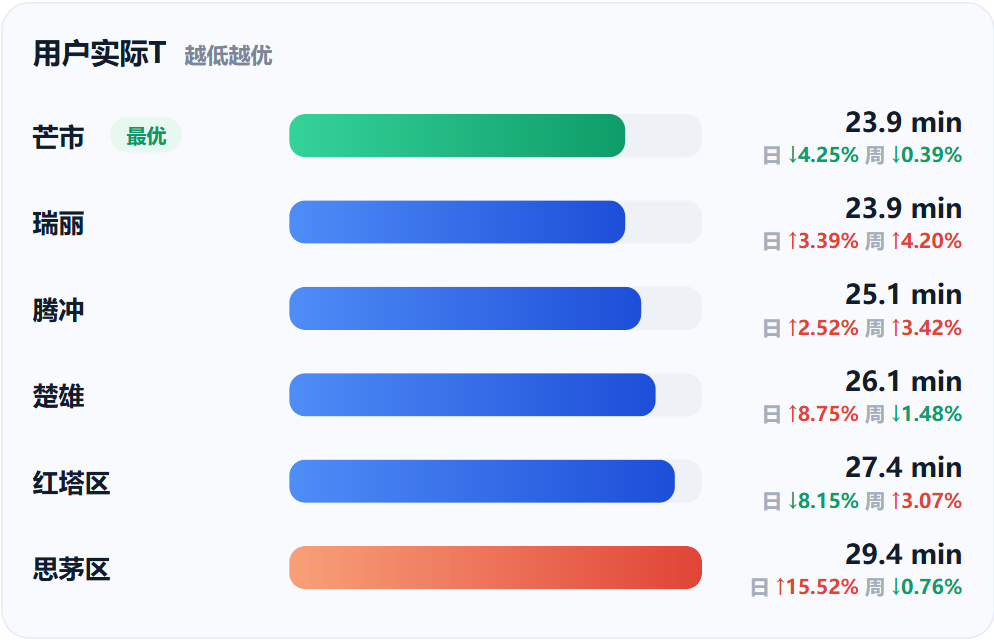 用户实际T 越低越优
芒市 最优 23.9 min
日 ↓4.25% 周 ↓0.39%
瑞丽 23.9 min
日 ↑3.39% 周 ↑4.20%
腾冲 25.1 min
日 ↑2.52% 周 ↑3.42%
楚雄 26.1 min
日 ↑8.75% 周 ↓1.48%
红塔区 27.4 min
日 ↓8.15% 周 ↑3.07%
思茅区 29.4 min
日 ↑15.52% 周 ↓0.76%